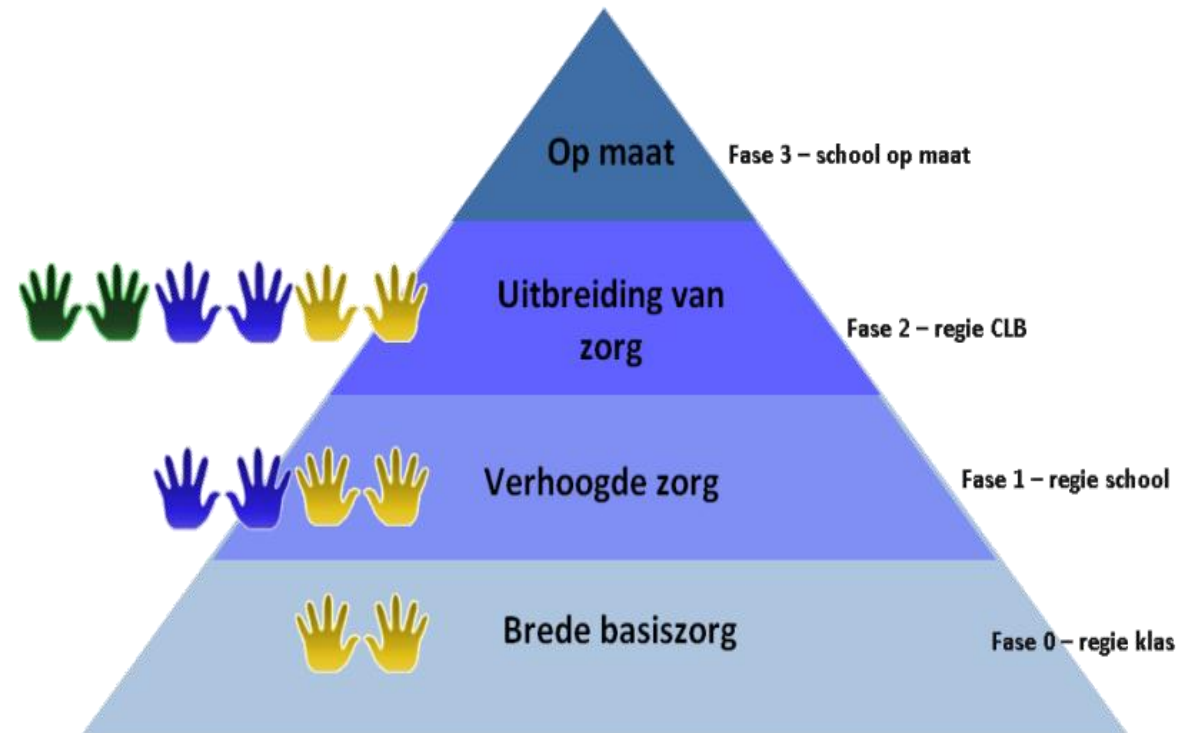 Op maat
Fase 3 – school op maat
Uitbreiding van
zorg
Fase 2 – regie CLB
Verhoogde zorg
Fase 1 – regie school
Brede basiszorg
Fase 0 – regie klas